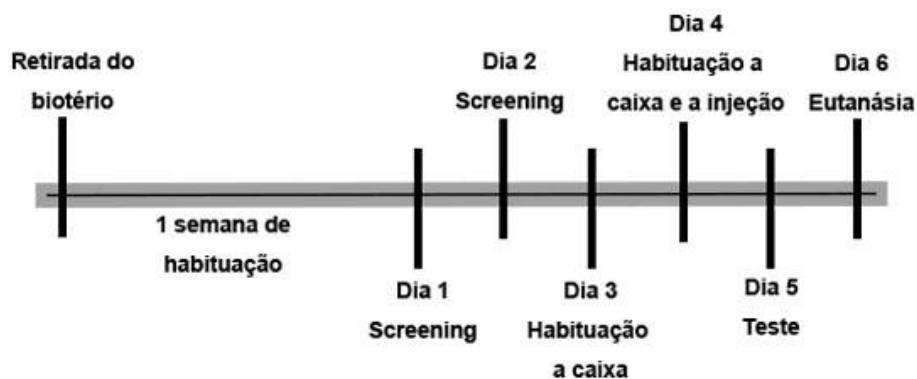 Retirada do
biotério
1 semana de
habituação
Dia 1
Screening
Dia 2
Screening
Dia 3
Habituação
a caixa
Dia 4
Habituação a
caixa e a injeção
Dia 5
Teste
Dia 6
Eutanásia